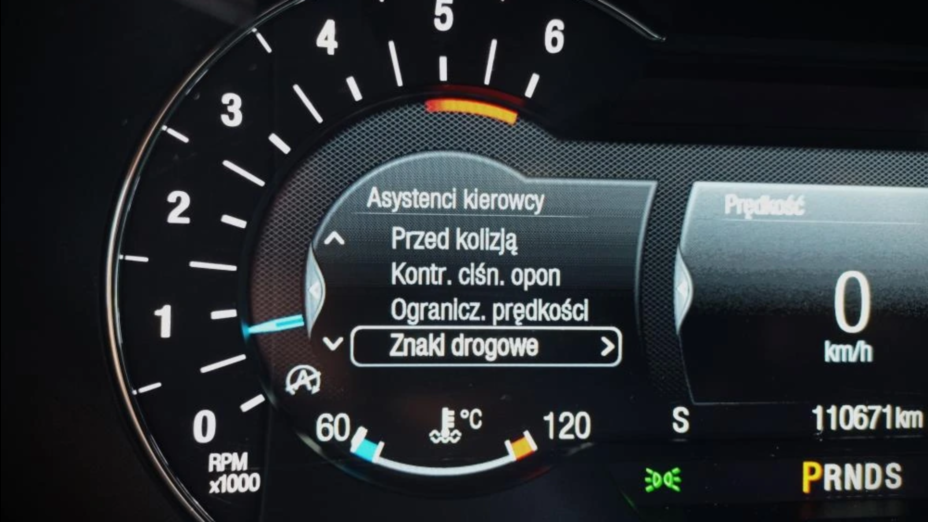 5
4
6
3
2
1
0
RPM
x1000
Asystenci kierowcy
Przed kolizją
Kontr. ciśn. opon
Ogranicz. prędkości
Znaki drogowe
A
60
°C
120
Prędkość
0
km/h
S
110671km
PRNDS